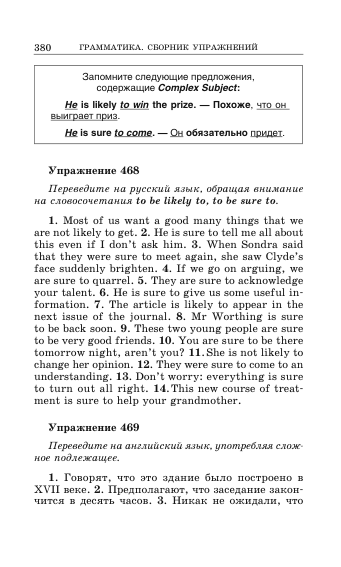 380 ГРАММАТИКА. СБОРНИК УПРАЖНЕНИЙ
Запомните следующие предложения,
содержащие Complex Subject:
He is likely to win the prize. — Похоже, что он
выиграет приз.
He is sure to come. — Он обязательно придет.
Упражнение 468
Переведите на русский язык, обращая внимание
на словосочетания to be likely to, to be sure to.
1. Most of us want a good many things that we
are not likely to get. 2. He is sure to tell me all about
this even if I don't ask him. 3. When Sondra said
that they were sure to meet again, she saw Clyde's
face suddenly brighten. 4. If we go on arguing, we
are sure to quarrel. 5. They are sure to acknowledge
your talent. 6. He is sure to give us some useful in-
formation. 7. The article is likely to appear in the
next issue of the journal. 8. Mr Worthing is sure
to be back soon. 9. These two young people are sure
to be very good friends. 10. You are sure to be there
tomorrow night, aren't you? 11.She is not likely to
change her opinion. 12. They were sure to come to an
understanding. 13. Don't worry: everything is sure
to turn out all right. 14.This new course of treat-
ment is sure to help your grandmother.
Упражнение 469
Переведите на английский язык, употребляя слож-
ное подлежащее.
1. Говорят, что это здание было построено в
XVII веке. 2. Предполагают, что заседание закон-
чится в десять часов. 3. Никак не ожидали, что